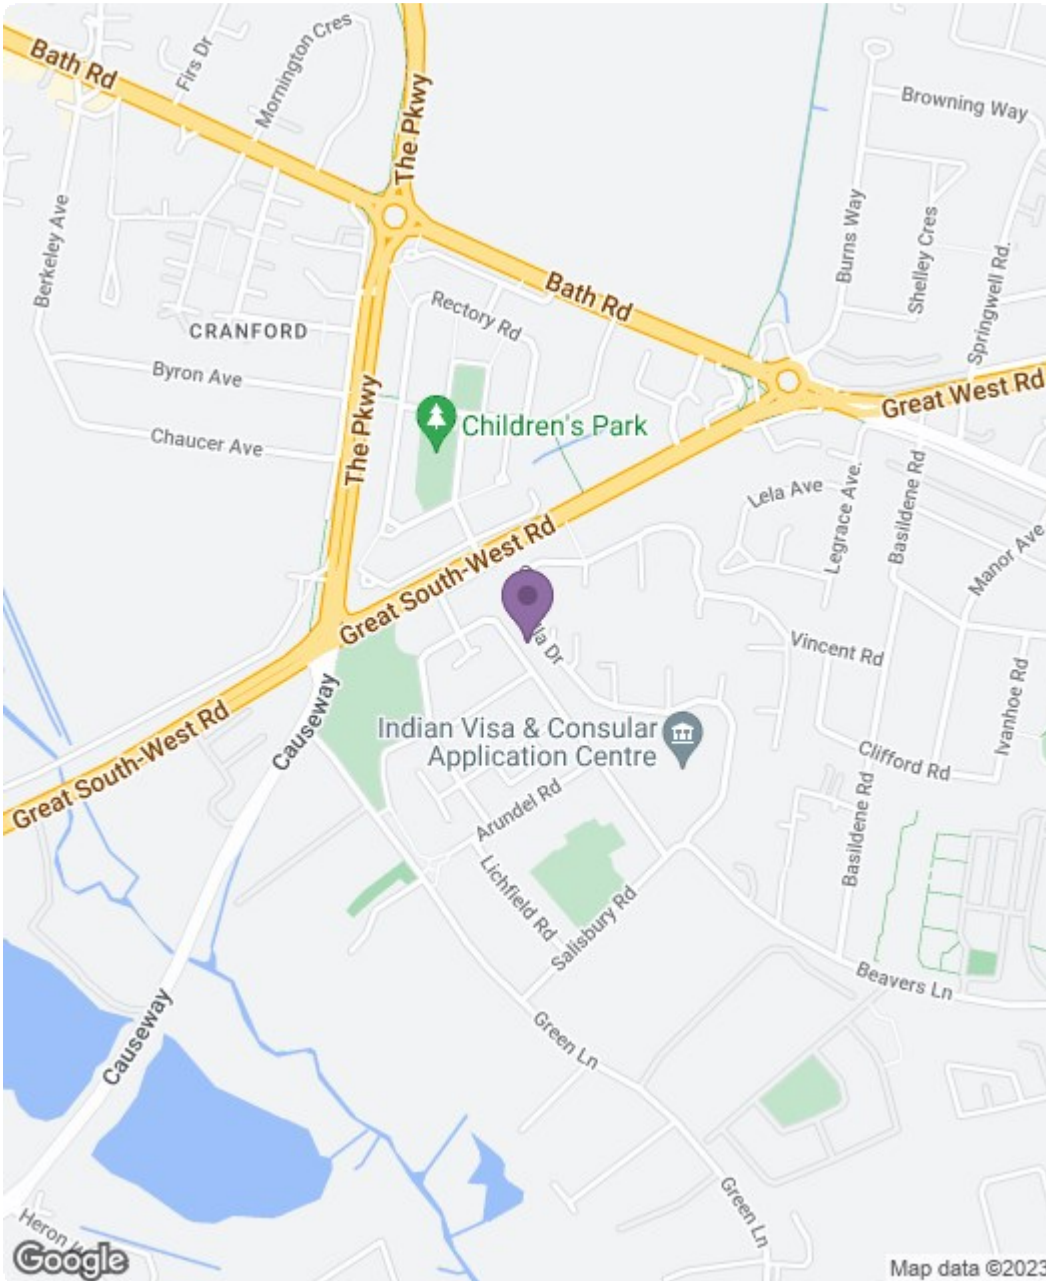 Bath Rd
Firs Dr
Mornington Cres
The Pkwy
Browning Way
Berkeley Ave
Burns Way
Shelley Cres
Springwell Rd.
Bath Rd
Rectory Rd
CRANFORD
Byron Ave
The Pkwy
Great West Rd
Children's Park
Chaucer Ave
Lela Ave
Legrace Ave.
Basildene Rd
Manor Ave
Great South-West Rd
Dr
Vincent Rd
Ivanhoe Rd
Causeway
Great South-West Rd
Indian Visa & Consular
Application Centre
Clifford Rd
Arundel Rd
Basildene Rd
Lichfield Rd
Salisbury Rd
Beavers Ln
Causeway
Green Ln
Green Ln
Heron
Google
Map data ©2023